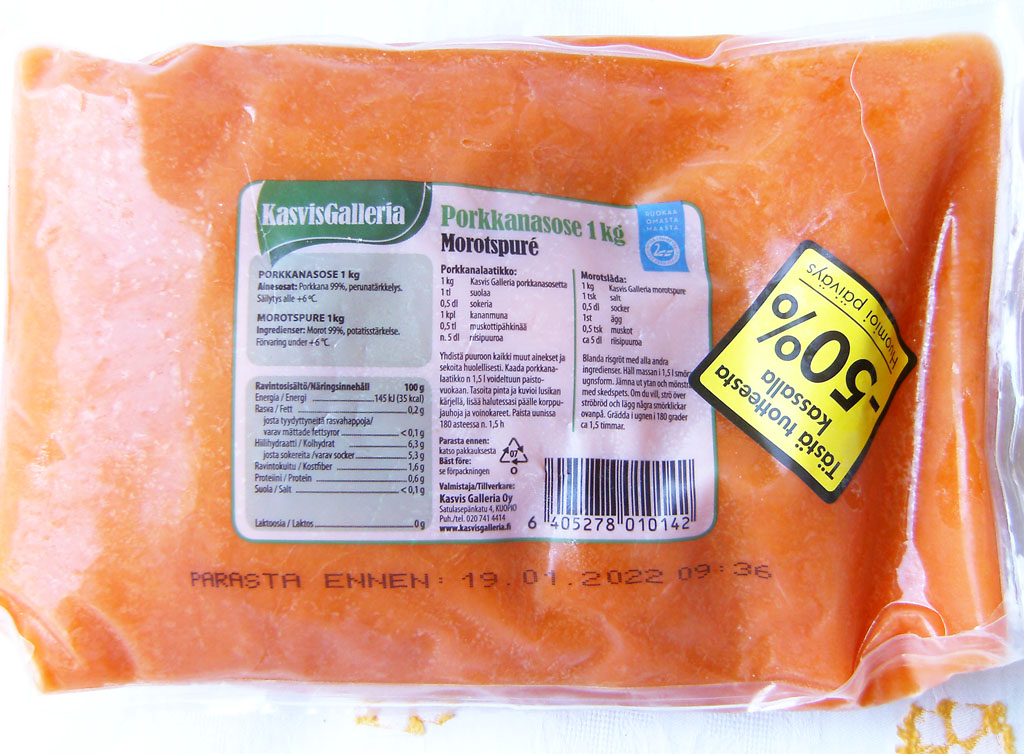 KasvisGalleria
Porkkanasose 1 kg
Morotspuré
RUOKAA
OMASTA
MAASTA
PORKKANASOSE 1 kg
Ainesosat: Porkkana 99%, perunatärkkelys.
Säilytys alle +6 °C.
MOROTSPURE 1kg
Ingredienser: Morot 99%, potatisstärkelse.
Förvaring under +6 °C.
Ravintosisältö/Näringsinnehåll 100 g
Energia / Energi 145 kJ (35 kcal)
Rasva / Fett 0,2 g
josta tyydyttyneitä rasvahappoja/
varav mättade fettsyror < 0,1 g
Hiilihydraatti / Kolhydrat 6,3 g
josta sokereita /varav socker 5,3 g
Ravintokuitu / Kostfiber 1,6 g
Proteiini / Protein 0,6 g
Suola / Salt < 0,1 g
Laktoosia / Laktos 0 g
Porkkanalaatikko:
1 kg Kasvis Galleria porkkanasosetta
1 tl suolaa
0,5 dl sokeria
1 kpl kananmuna
0,5 tl muskottipähkinää
n. 5 dl riisipuuroa
Yhdistä puuroon kaikki muut ainekset ja
sekoita huolellisesti. Kaada porkkana-
laatikko n 1,5 l voideltuun paisto-
vuokaan. Tasoita pinta ja kuvioi lusikan
kärjellä, lisää halutessasi päälle korppu-
jauhoja ja voinokareet. Paista uunissa
180 asteessa n. 1,5 h
Parasta ennen:
katso pakkauksesta
Bäst före:
se förpackningen
07
O
Valmistaja/Tillverkare:
Kasvis Galleria Oy
Satulasepänkatu 4, KUOPIO
Puh./tel. 020 741 4414
www.kasvisgalleria.fi
Morotslåda:
1 kg Kasvis Galleria morotspure
1 tsk salt
0,5 dl socker
1st ägg
0,5 tsk muskot
ca 5 dl riisipuuroa
Blanda risgröt med alla andra
ingredienser. Häll massan i 1,5 l smörj
ugnsform. Jämna ut ytan och mönstr
med skedspets. Om du vill, strö över
ströbröd och lägg några smörklickar
ovanpå. Grädda i ugnen i 180 grader
ca 1,5 timmar.
6 405278 010142
Tästä tuotteesta
kassalla
-50%
Huomioi päiväys
PARASTA ENNEN: 19.01.2022 09:36